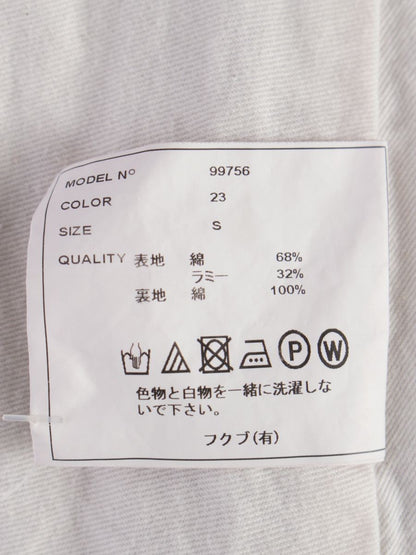 MODEL Nº 99756
COLOR 23
SIZE S
QUALITY 表地 綿 68%
ラミー 32%
裏地 綿 100%
P W
色物と白物を一緒に洗濯しな
いで下さい。
フクブ(有)